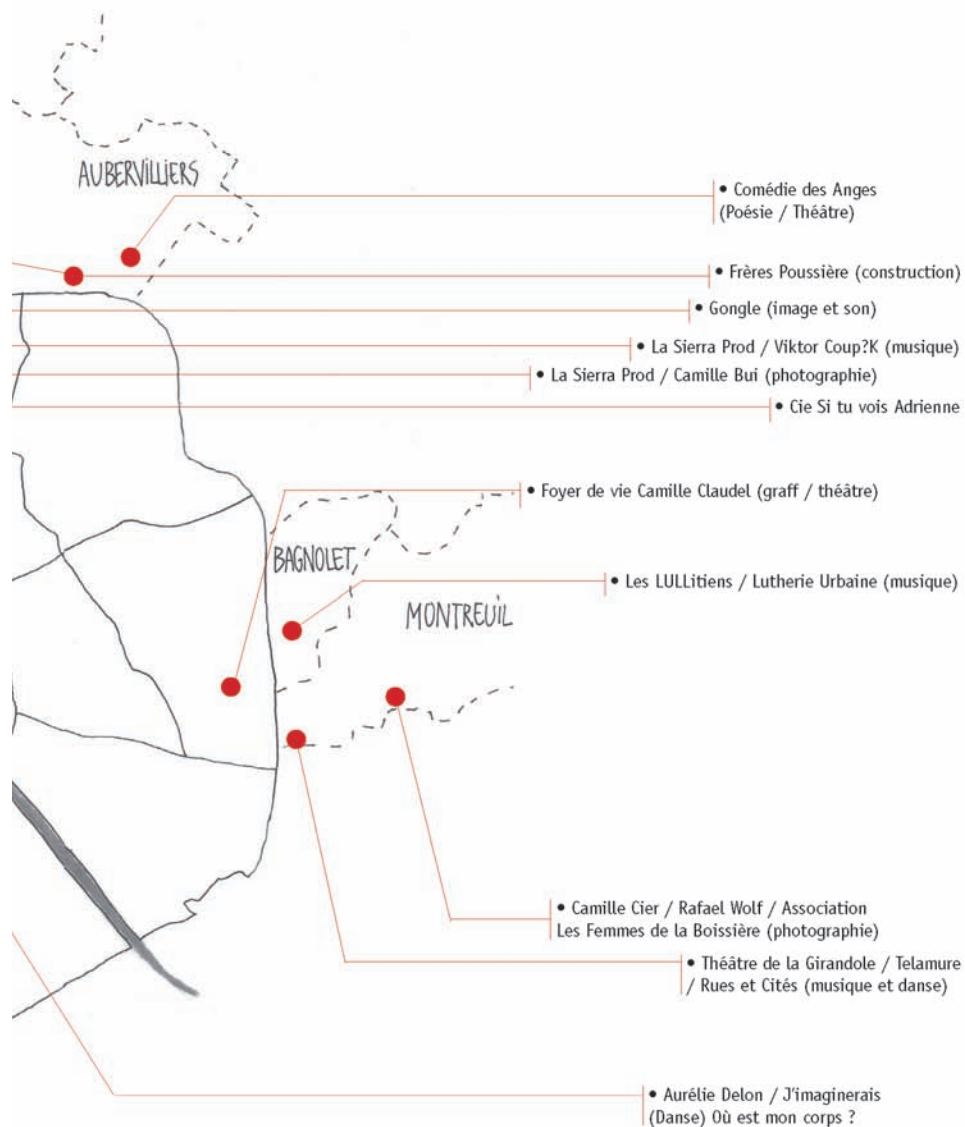 AUBERVILLIERS
• Comédie des Anges
(Poésie / Théâtre)
• Frères Poussière (construction)
• Gongle (image et son)
• La Sierra Prod / Viktor Coup?K (musique)
• La Sierra Prod / Camille Bui (photographie)
• Cie Si tu vois Adrienne
• Foyer de vie Camille Claudel (graff / théâtre)
BAGNOLET
• Les LULLitiens / Lutherie Urbaine (musique)
MONTREUIL
• Camille Cier / Rafael Wolf / Association
Les Femmes de la Boissière (photographie)
• Théâtre de la Girandole / Telamure
/ Rues et Cités (musique et danse)
• Aurélie Delon / J'imaginerais
(Danse) Où est mon corps ?